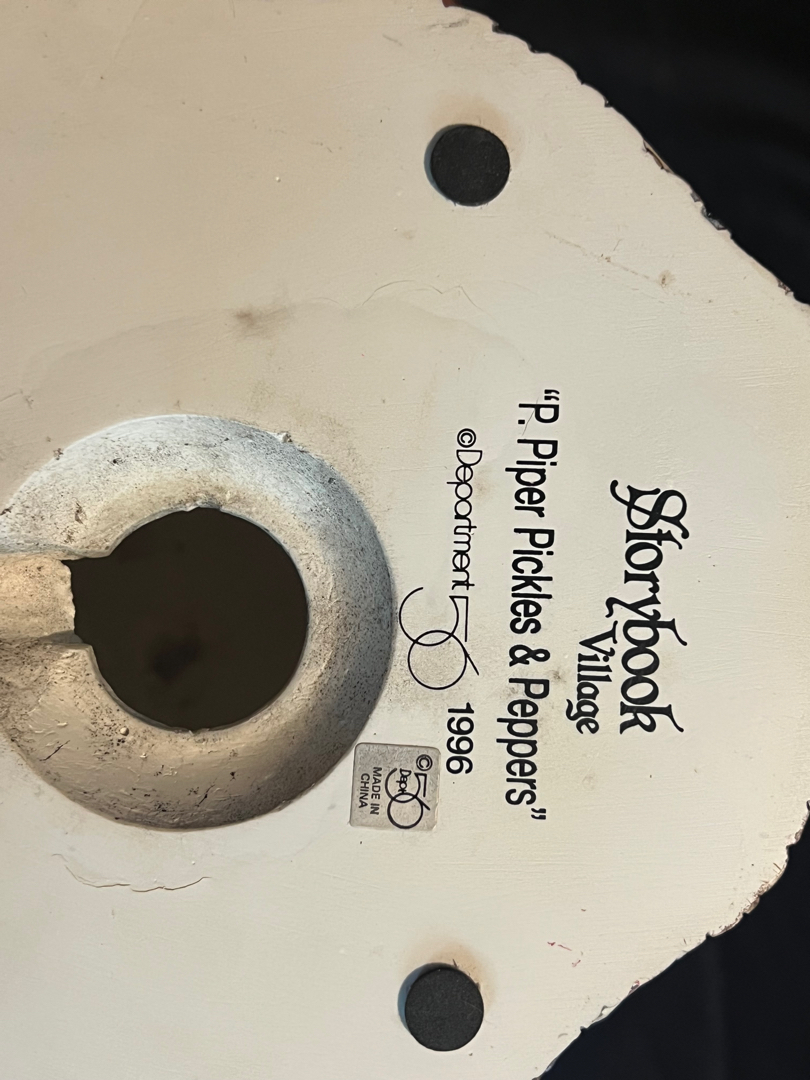 Storybook
Village
“P. Piper Pickles & Peppers”
©Department 56 1996
©56
Dept
MADE IN
CHINA